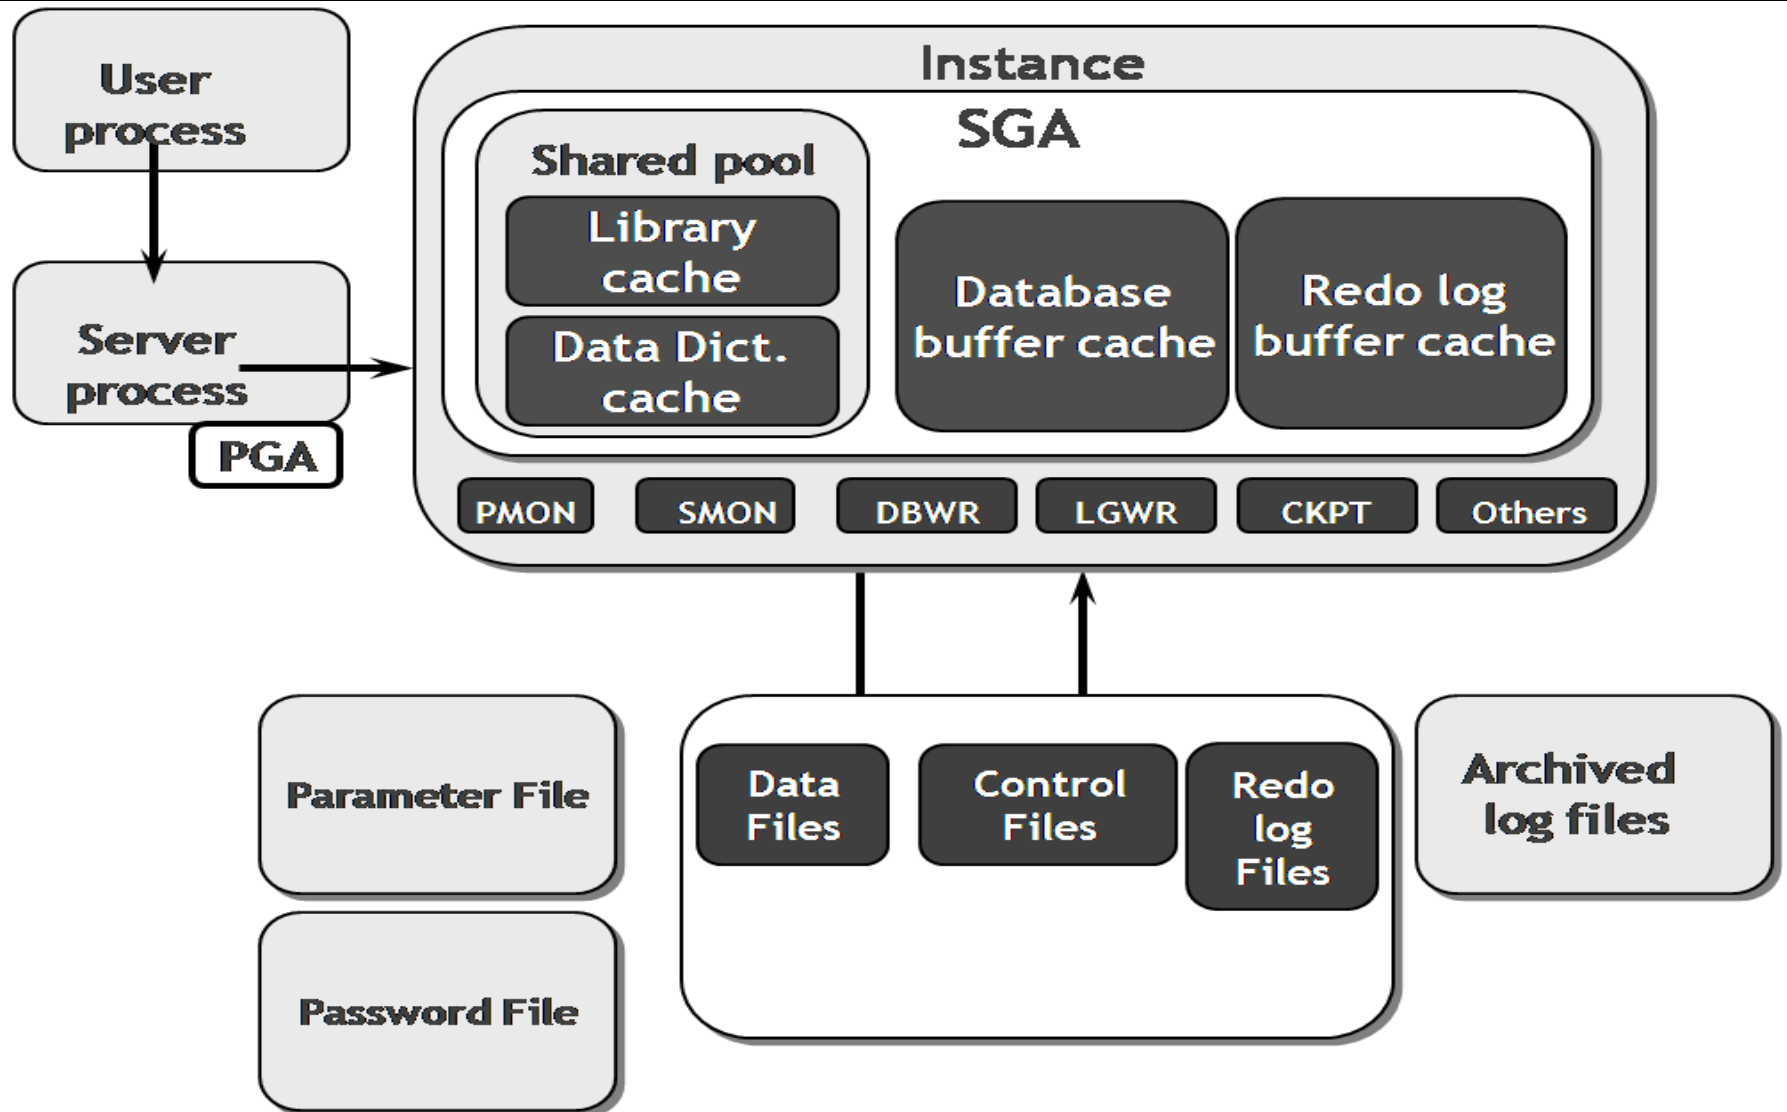 User
process
Server
process
PGA
Instance
SGA
Shared pool
Library
cache
Data Dict.
cache
Database
buffer cache
Redo log
buffer cache
PMON
SMON
DBWR
LGWR
CKPT
Others
Parameter File
Password File
Data
Files
Control
Files
Redo
log
Files
Archived
log files